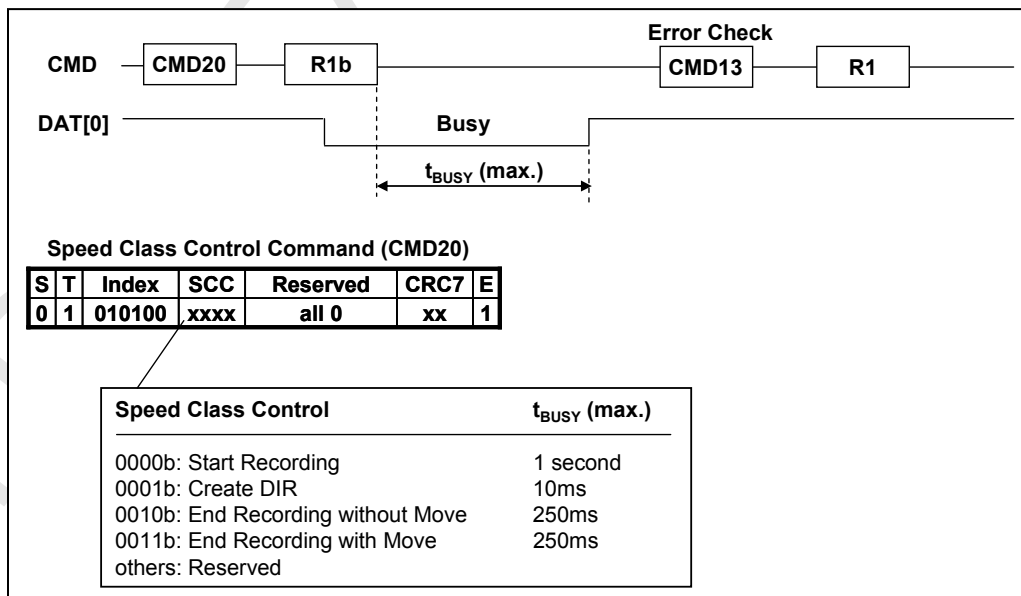 Error Check
CMD CMD20 R1b CMD13 R1
DAT[0] Busy
tBUSY (max.)
Speed Class Control Command (CMD20)
S T Index SCC Reserved CRC7 E
0 1 010100 xxxx all 0 xx 1
Speed Class Control tBUSY (max.)
0000b: Start Recording 1 second
0001b: Create DIR 10ms
0010b: End Recording without Move 250ms
0011b: End Recording with Move 250ms
others: Reserved